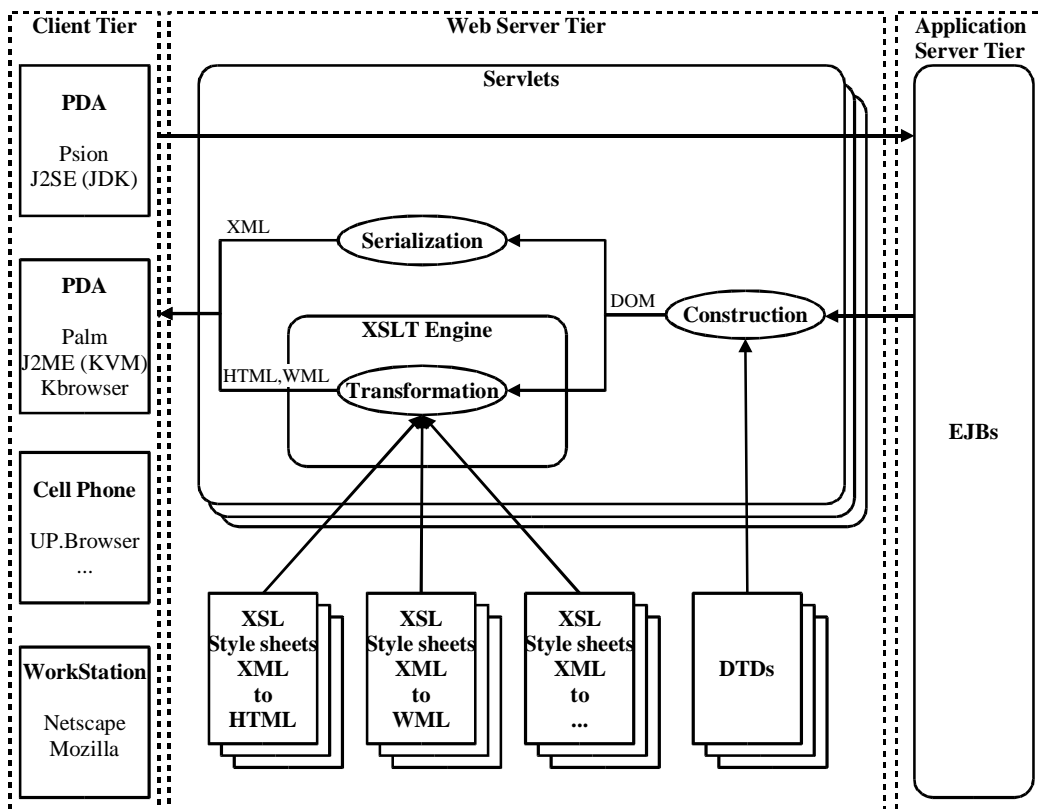 Client Tier
PDA
Psion
J2SE (JDK)
PDA
Palm
J2ME (KVM)
Kbrowser
Cell Phone
UP.Browser
...
WorkStation
Netscape
Mozilla
Web Server Tier
Servlets
XML
Serialization
DOM
Construction
XSLT Engine
HTML,WML
Transformation
XSL
Style sheets
XML
to
HTML
XSL
Style sheets
XML
to
WML
XSL
Style sheets
XML
to
...
DTDs
Application
Server Tier
EJBs